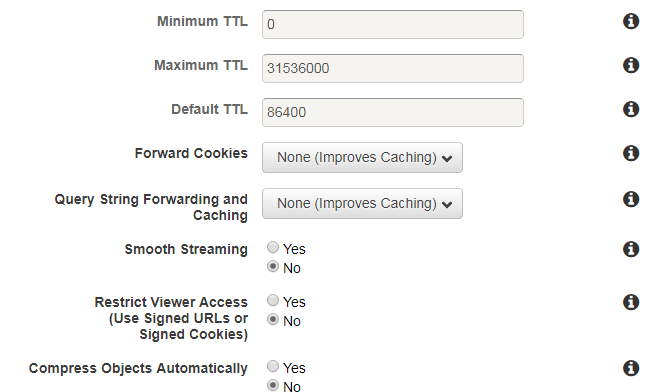 Minimum TTL 0
Maximum TTL 31536000
Default TTL 86400
Forward Cookies None (Improves Caching)
Query String Forwarding and
Caching None (Improves Caching)
Smooth Streaming Yes
No
Restrict Viewer Access
(Use Signed URLs or
Signed Cookies) Yes
No
Compress Objects Automatically Yes
No